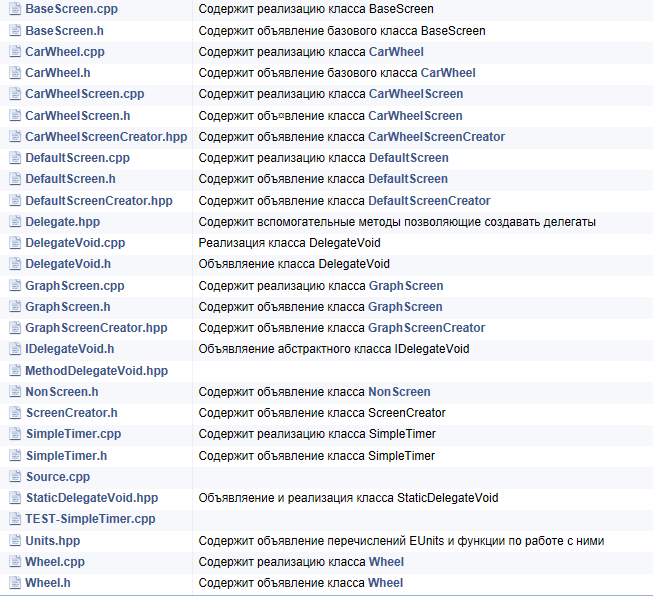 BaseScreen.cpp Содержит реализацию класса BaseScreen
BaseScreen.h Содержит объявление базового класса BaseScreen
CarWheel.cpp Содержит реализацию класса CarWheel
CarWheel.h Содержит объявление базового класса CarWheel
CarWheelScreen.cpp Содержит реализацию класса CarWheelScreen
CarWheelScreen.h Содержит объ¤вление класса CarWheelScreen
CarWheelScreenCreator.hpp Содержит объявление класса CarWheelScreenCreator
DefaultScreen.cpp Содержит реализацию класса DefaultScreen
DefaultScreen.h Содержит объявление класса DefaultScreen
DefaultScreenCreator.hpp Содержит объявление класса DefaultScreenCreator
Delegate.hpp Содержит вспомогательные методы позволяющие создавать делегаты
DelegateVoid.cpp Реализация класса DelegateVoid
DelegateVoid.h Объявляение класса DelegateVoid
GraphScreen.cpp Содержит реализацию класса GraphScreen
GraphScreen.h Содержит объявление класса GraphScreen
GraphScreenCreator.hpp Содержит объявление класса GraphScreenCreator
IDelegateVoid.h Объявляение абстрактного класса IDelegateVoid
MethodDelegateVoid.hpp
NonScreen.h Содержит объявление класса NonScreen
ScreenCreator.h Содержит объявление класса ScreenCreator
SimpleTimer.cpp Содержит реализацию класса SimpleTimer
SimpleTimer.h Содержит объявление класса SimpleTimer
Source.cpp
StaticDelegateVoid.hpp Объявляение и реализация класса StaticDelegateVoid
TEST-SimpleTimer.cpp
Units.hpp Содержит объявление перечислений EUnits и функции по работе с ними
Wheel.cpp Содержит реализацию класса Wheel
Wheel.h Содержит объявление класса Wheel